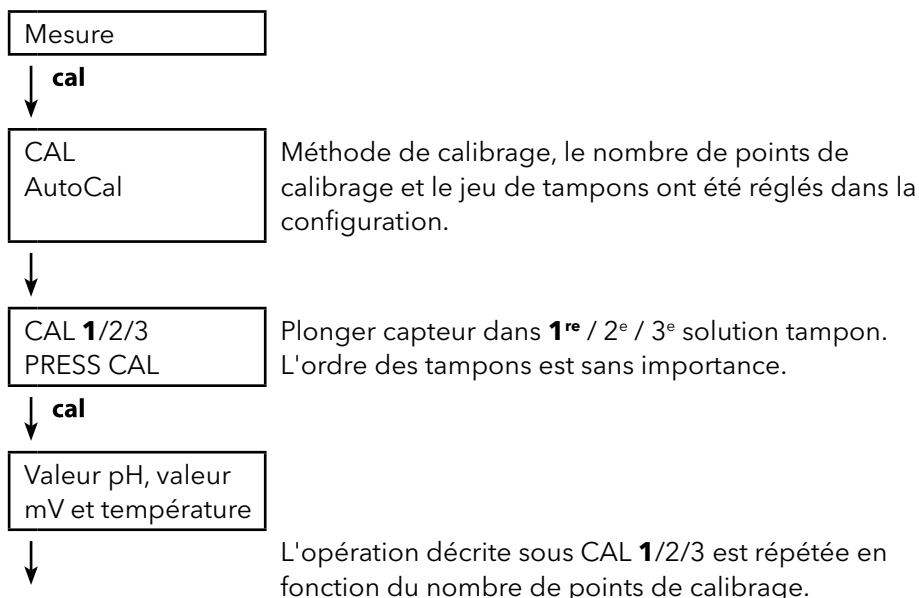 Mesure
cal
CAL
AutoCal
Méthode de calibrage, le nombre de points de
calibrage et le jeu de tampons ont été réglés dans la
configuration.
CAL 1/2/3
PRESS CAL
Plonger capteur dans 1re / 2e / 3e solution tampon.
L'ordre des tampons est sans importance.
cal
Valeur pH, valeur
mV et température
L'opération décrite sous CAL 1/2/3 est répétée en
fonction du nombre de points de calibrage.